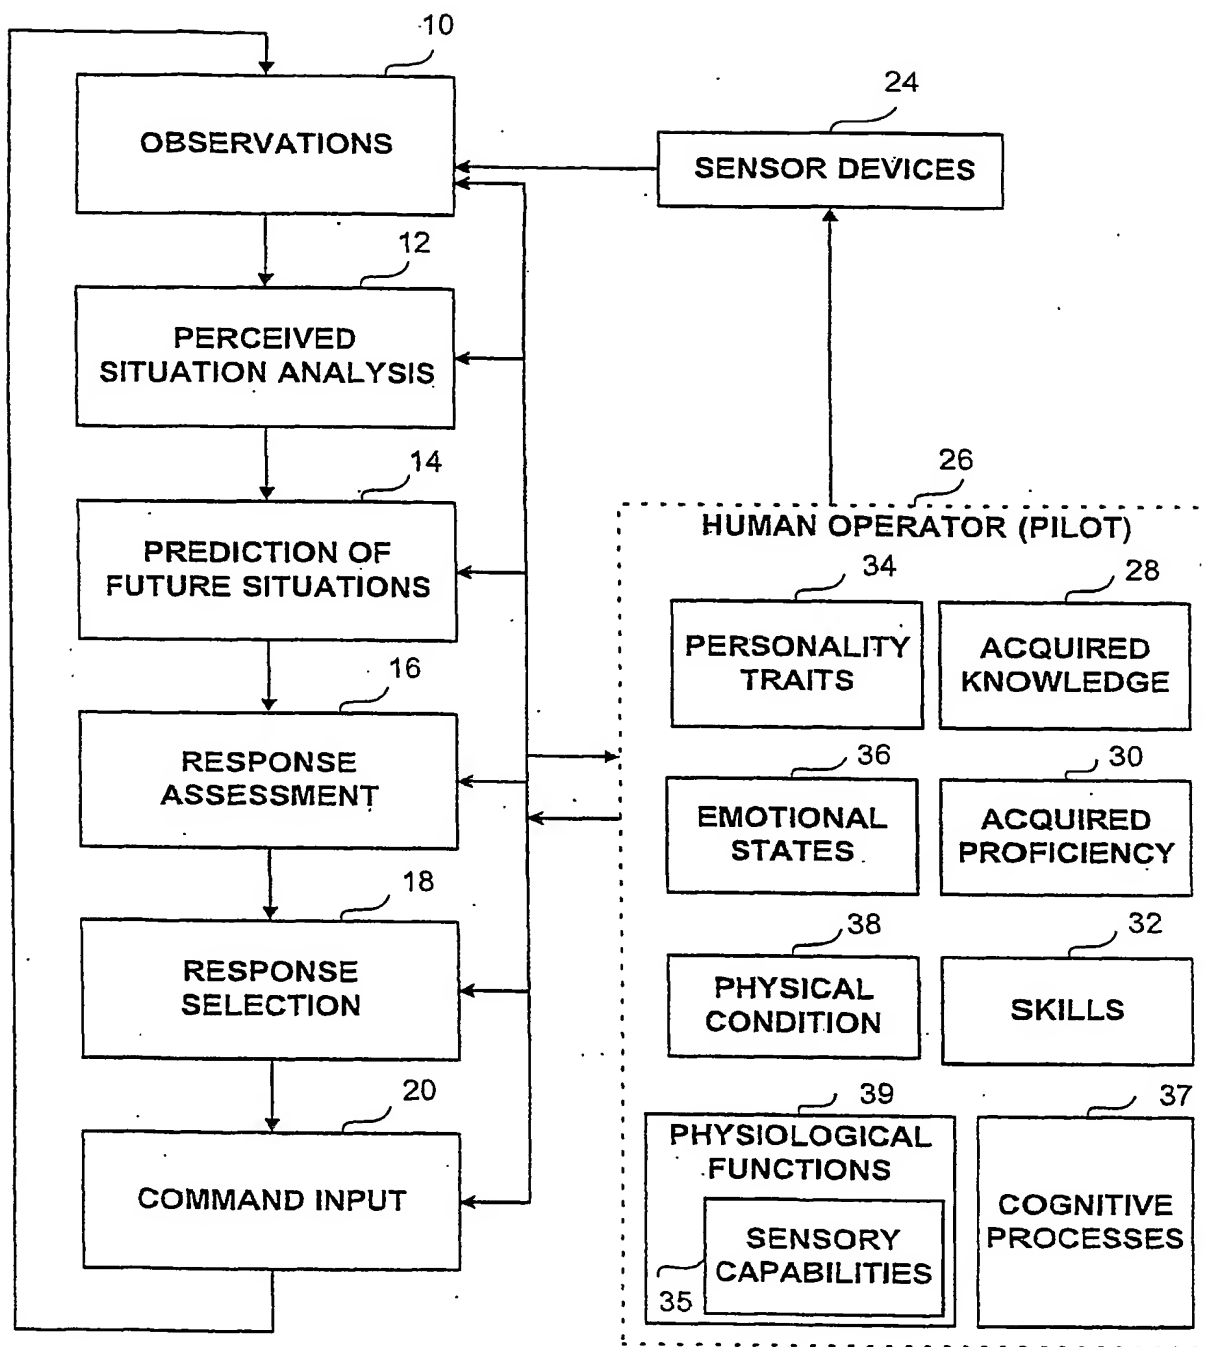 10
OBSERVATIONS
24
SENSOR DEVICES
12
PERCEIVED
SITUATION ANALYSIS
14
PREDICTION OF
FUTURE SITUATIONS
16
RESPONSE
ASSESSMENT
18
RESPONSE
SELECTION
20
COMMAND INPUT
26
HUMAN OPERATOR (PILOT)
34
PERSONALITY
TRAITS
28
ACQUIRED
KNOWLEDGE
36
EMOTIONAL
STATES
30
ACQUIRED
PROFICIENCY
38
PHYSICAL
CONDITION
32
SKILLS
39
PHYSIOLOGICAL
FUNCTIONS
35
SENSORY
CAPABILITIES
37
COGNITIVE
PROCESSES